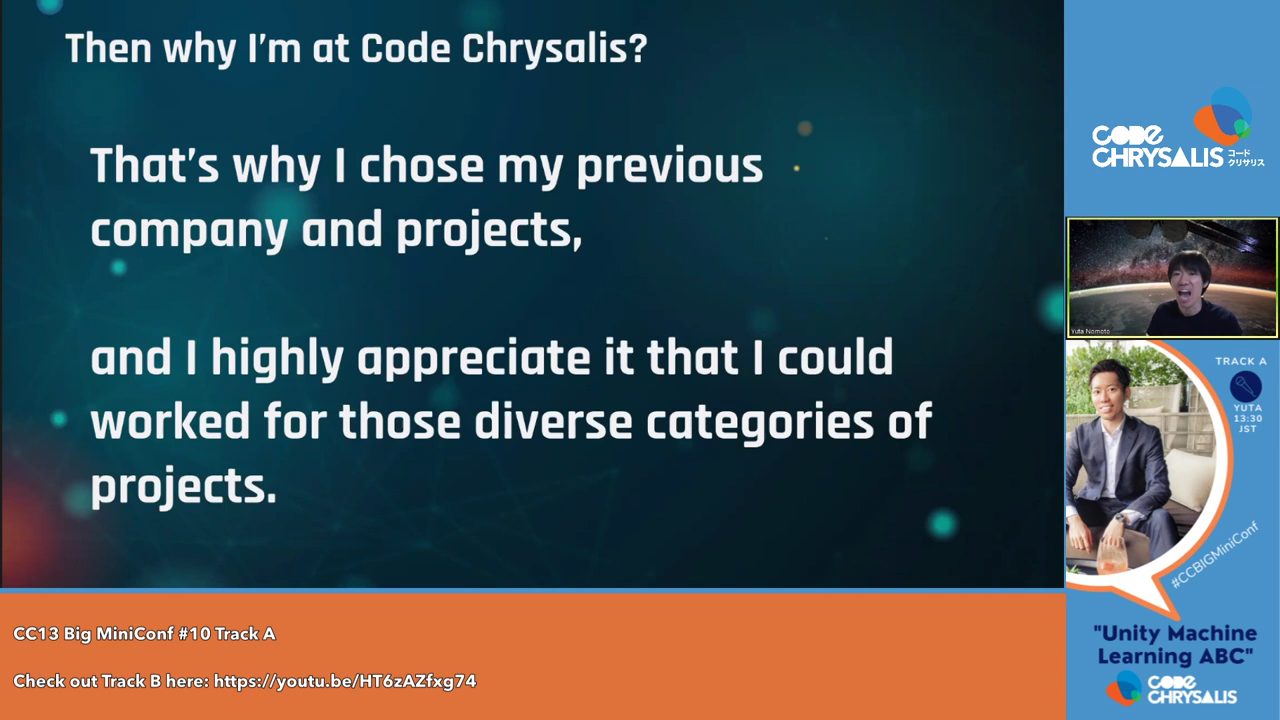 Then why I’m at Code Chrysalis?
That’s why I chose my previous
company and projects,
and I highly appreciate it that I could
worked for those diverse categories of
projects.
CODE
CHRYSALIS
コード
クリサリス
Yuta Nomoto
TRACK A
YUTA
13:30
JST
#CCBIGMiniConf
"Unity Machine
Learning ABC"
CODE
CHRYSALIS
CC13 Big MiniConf #10 Track A
Check out Track B here: https://youtu.be/HT6zAZfxg74